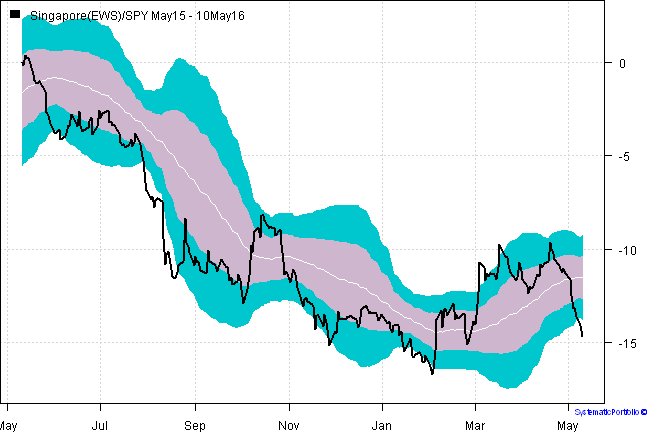 Singapore(EWS)/SPY May15 - 10May16
0
-5
-10
-15
May Jul Sep Nov Jan Mar May
SystematicPortfolio ©